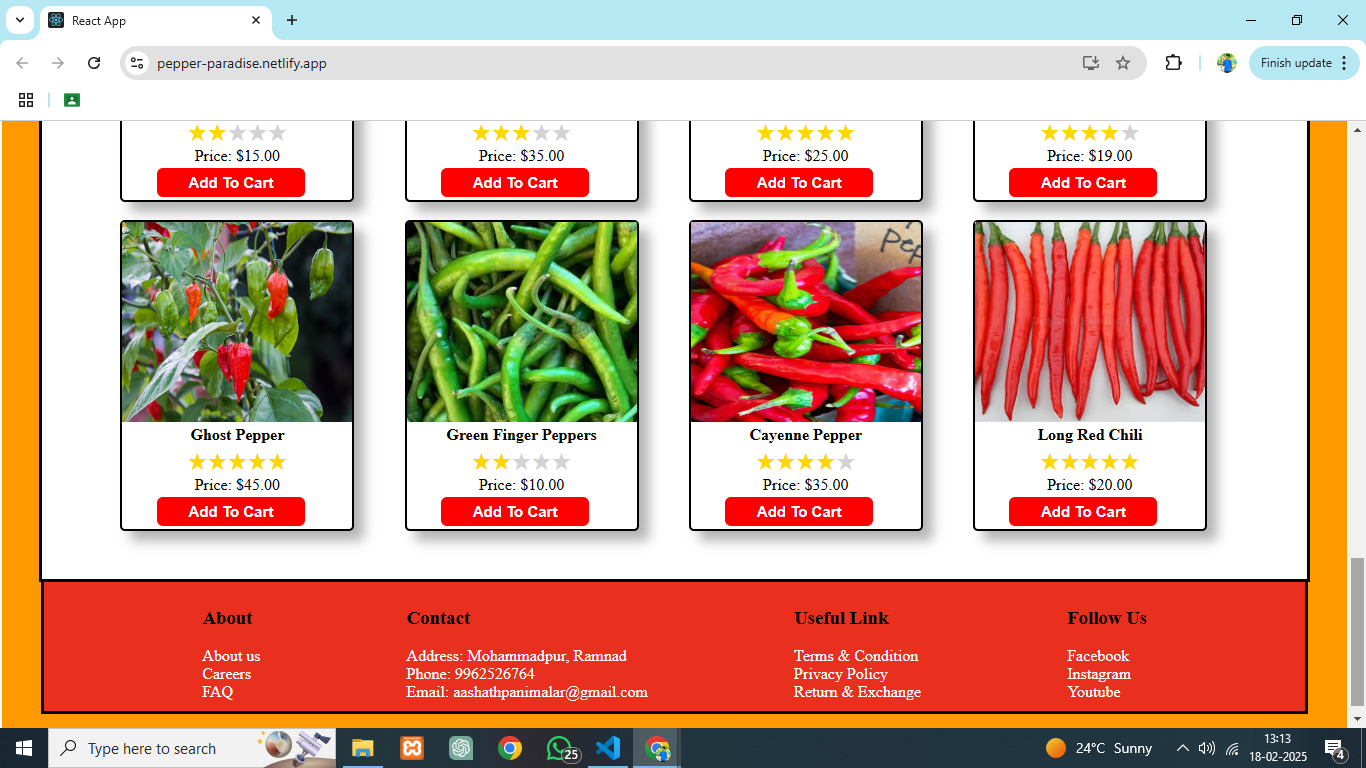 React App
pepper-paradise.netlify.app
Finish update
Price: $15.00
Price: $35.00
Price: $25.00
Price: $19.00
Add To Cart
Add To Cart
Add To Cart
Add To Cart
Ghost Pepper
Green Finger Peppers
Cayenne Pepper
Long Red Chili
Price: $45.00
Price: $10.00
Price: $35.00
Price: $20.00
Add To Cart
Add To Cart
Add To Cart
Add To Cart
About
About us
Careers
FAQ
Contact
Address: Mohammadpur, Ramnad
Phone: 9962526764
Email: aashathpanimalar@gmail.com
Useful Link
Terms & Condition
Privacy Policy
Return & Exchange
Follow Us
Facebook
Instagram
Youtube
Type here to search
25
24°C Sunny
13:13
18-02-2025
4